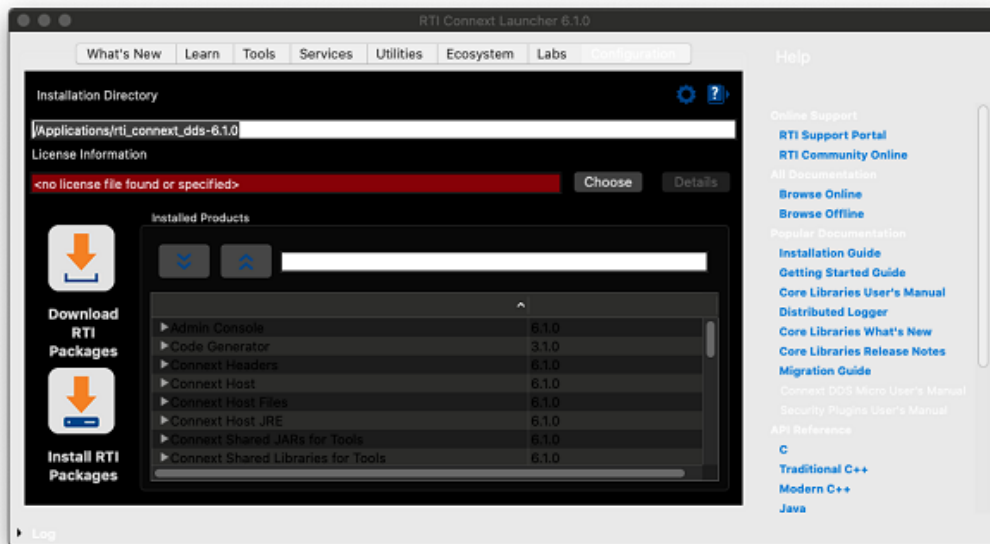 RTI Connext Launcher 6.1.0
What's New Learn Tools Services Utilities Ecosystem Labs Configuration
Help
Installation Directory
?
/Applications/rti_connext_dds-6.1.0
License Information
<no license file found or specified>
Choose
Details
Installed Products
Download
RTI
Packages
Install RTI
Packages
Admin Console 6.1.0
Code Generator 3.1.0
Connext Headers 6.1.0
Connext Host 6.1.0
Connext Host Files 6.1.0
Connext Host JRE 6.1.0
Connext Shared JARs for Tools 6.1.0
Connext Shared Libraries for Tools 6.1.0
Online Support
RTI Support Portal
RTI Community Online
All Documentation
Browse Online
Browse Offline
Popular Documentation
Installation Guide
Getting Started Guide
Core Libraries User's Manual
Distributed Logger
Core Libraries What's New
Core Libraries Release Notes
Migration Guide
Connext DDS Micro User's Manual
Security Plugins User's Manual
API Reference
C
Traditional C++
Modern C++
Java
Log